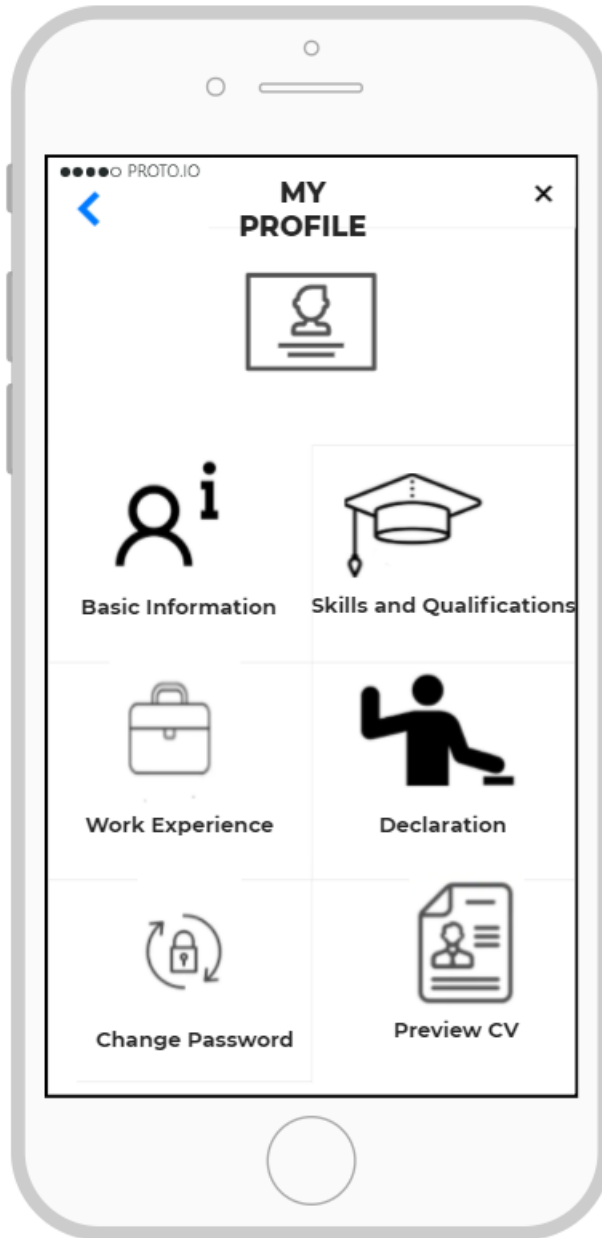 PROTO.IO
MY
PROFILE
Basic Information
Skills and Qualifications
Work Experience
Declaration
Change Password
Preview CV